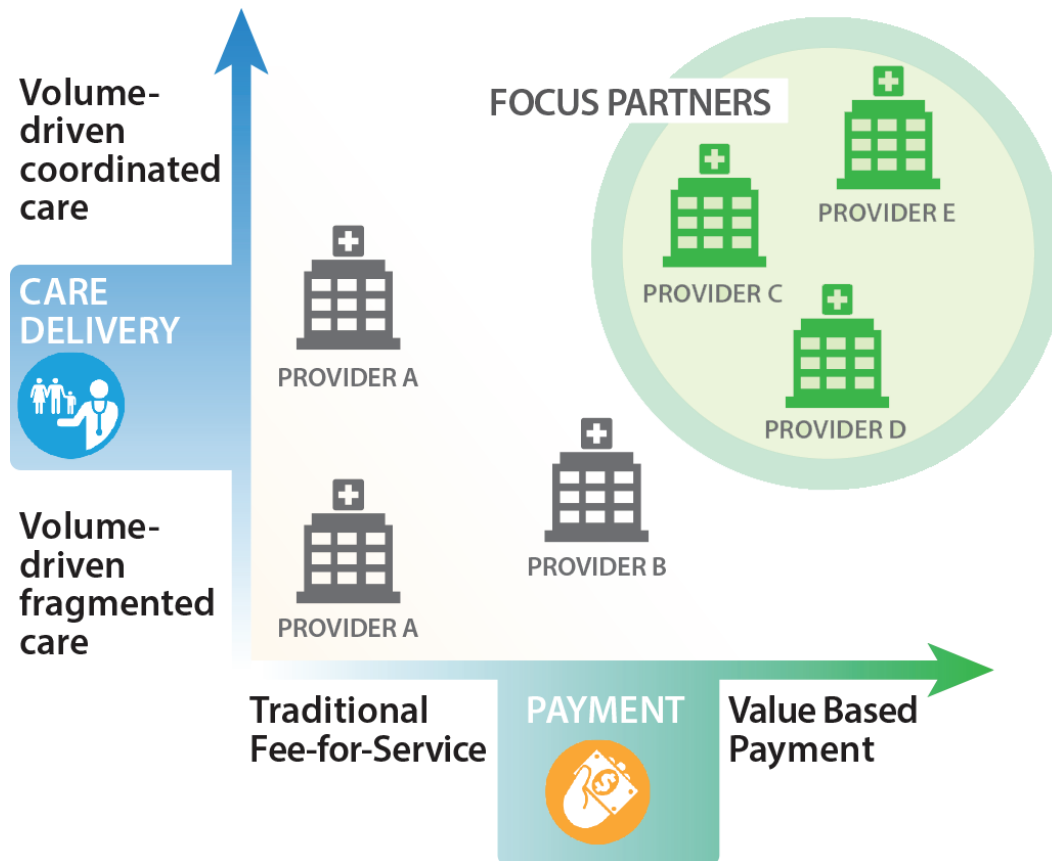 Volume-
driven
coordinated
care
FOCUS PARTNERS
PROVIDER E
PROVIDER C
CARE
DELIVERY
PROVIDER A
PROVIDER D
Volume-
driven
fragmented
care
PROVIDER B
PROVIDER A
Traditional
Fee-for-Service
PAYMENT
Value Based
Payment
$